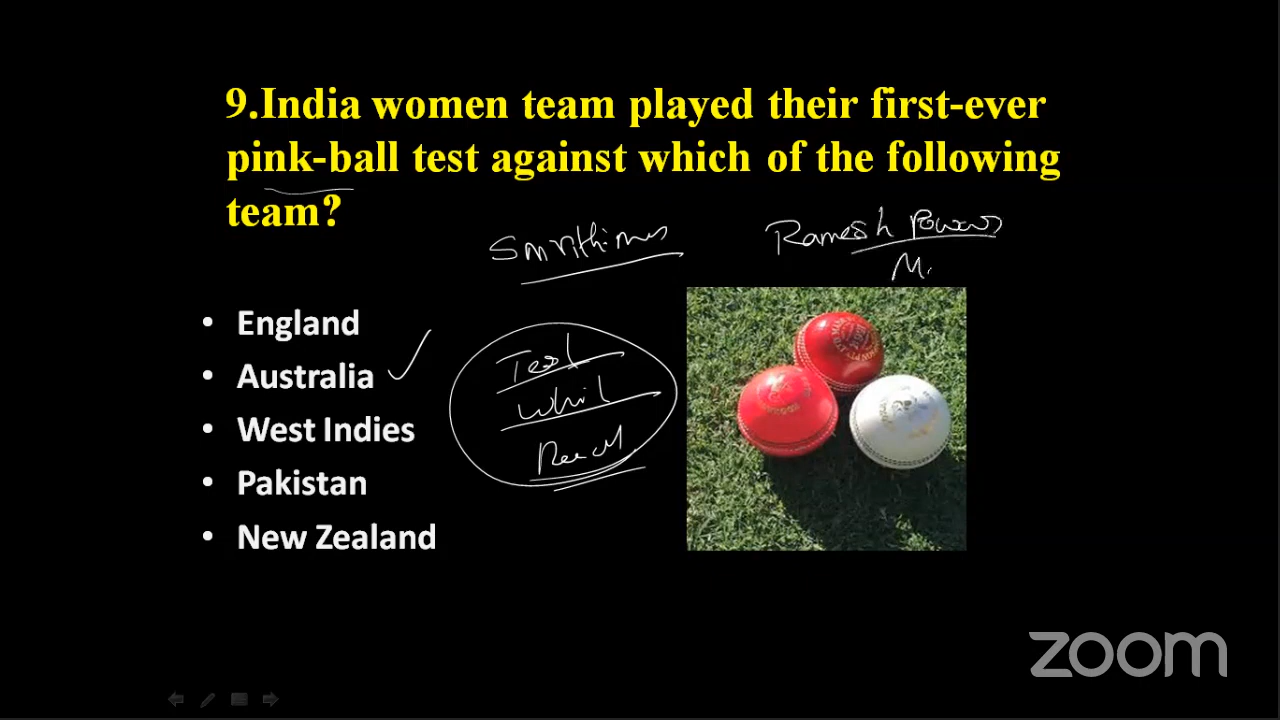 9.India women team played their first-ever
pink-ball test against which of the following
team?
Ramesh Powar
M.
• England
• Australia
• West Indies
• Pakistan
• New Zealand
Test
zoom